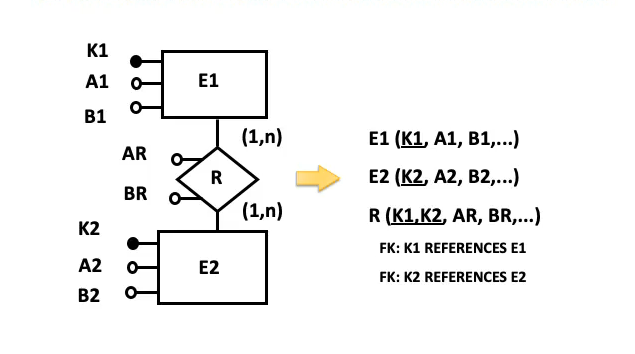 K1
A1
B1
E1
(1,n)
AR
BR
R
(1,n)
K2
A2
B2
E2
E1 (K1, A1, B1,...)
E2 (K2, A2, B2,...)
R (K1,K2, AR, BR,...)
FK: K1 REFERENCES E1
FK: K2 REFERENCES E2